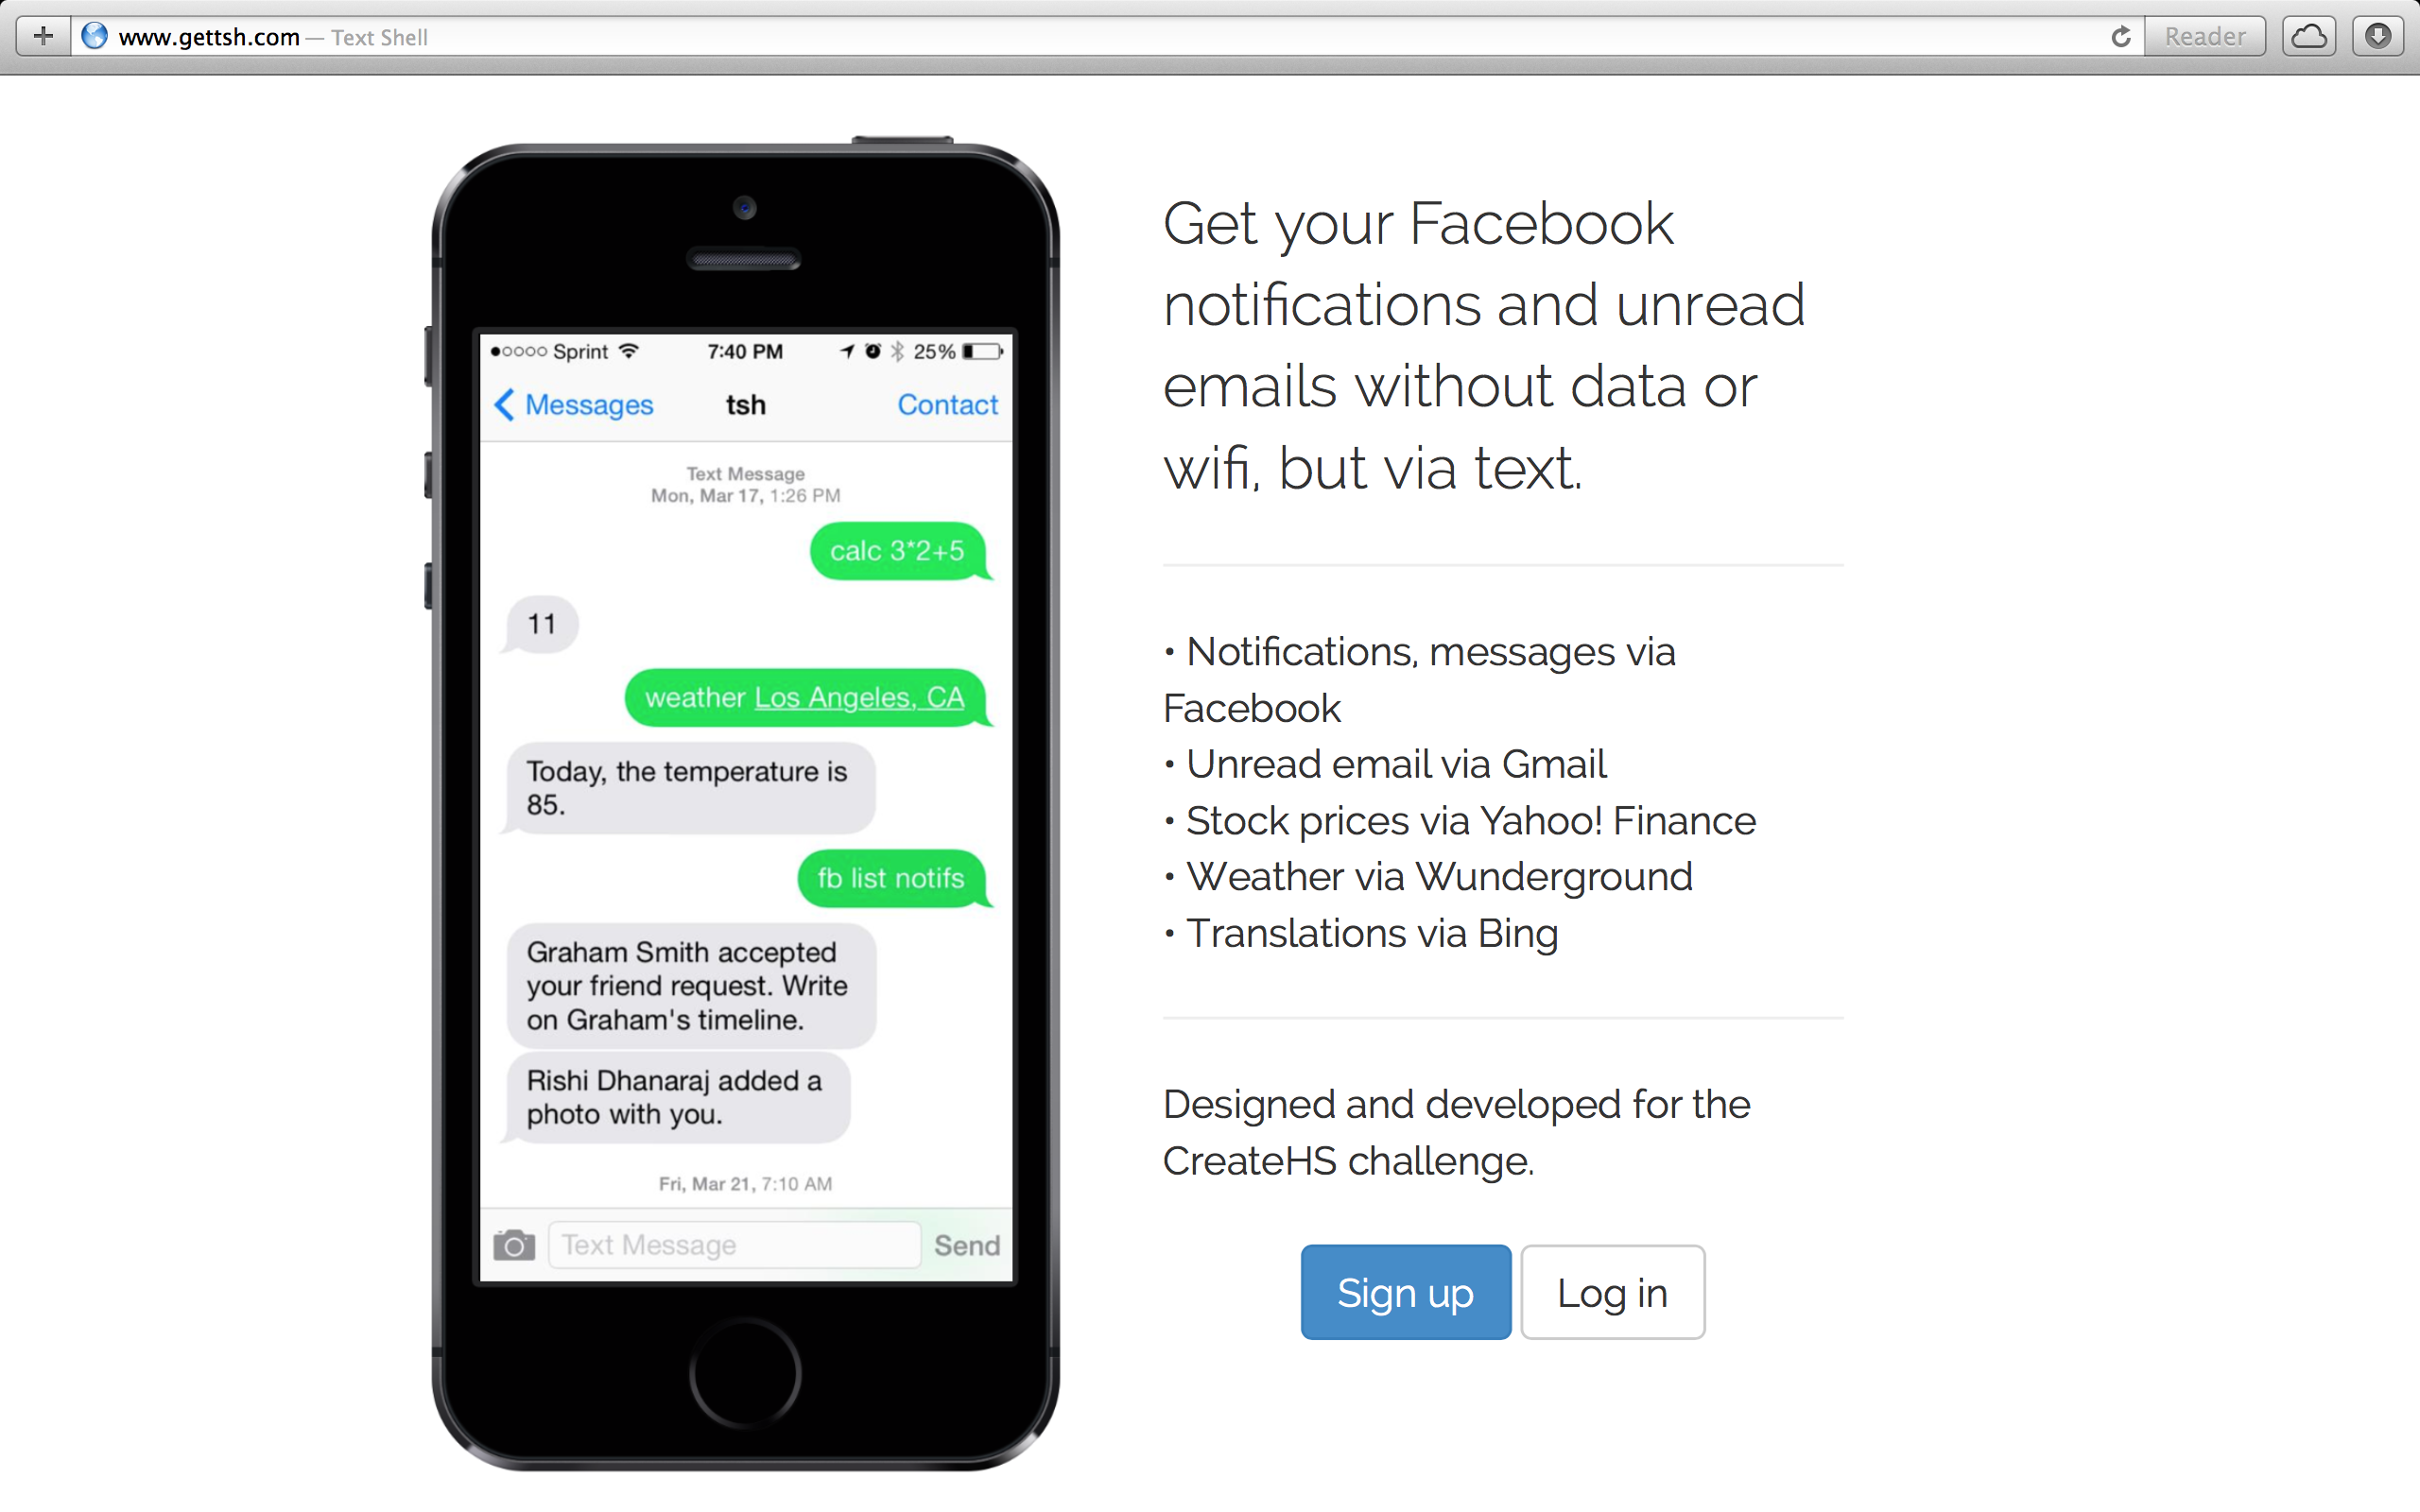 www.gettsh.com — Text Shell
Reader
Sprint 7:40 PM 25%
Messages tsh Contact
Text Message
Mon, Mar 17, 1:26 PM
calc 3*2+5
11
weather Los Angeles, CA
Today, the temperature is
85.
fb list notifs
Graham Smith accepted
your friend request. Write
on Graham's timeline.
Rishi Dhanaraj added a
photo with you.
Fri, Mar 21, 7:10 AM
Text Message Send
Get your Facebook
notifications and unread
emails without data or
wifi, but via text.
• Notifications, messages via
Facebook
• Unread email via Gmail
• Stock prices via Yahoo! Finance
• Weather via Wunderground
• Translations via Bing
Designed and developed for the
CreateHS challenge.
Sign up Log in